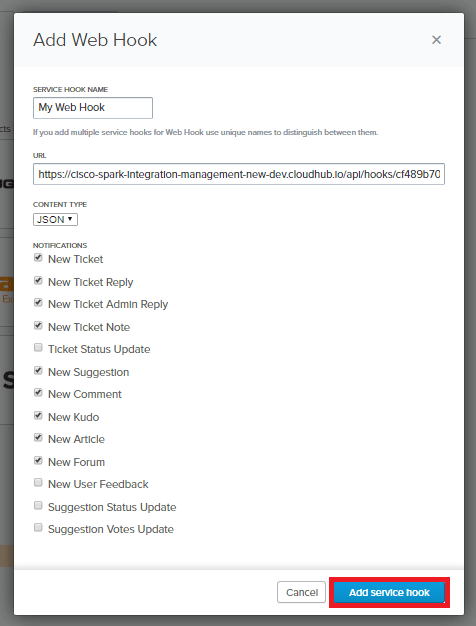 Add Web Hook
×
SERVICE HOOK NAME
My Web Hook
If you add multiple service hooks for Web Hook use unique names to distinguish between them.
URL
https://cisco-spark-integration-management-new-dev.cloudhub.io/api/hooks/cf489b70
CONTENT TYPE
JSON
NOTIFICATIONS
New Ticket
New Ticket Reply
New Ticket Admin Reply
New Ticket Note
Ticket Status Update
New Suggestion
New Comment
New Kudo
New Article
New Forum
New User Feedback
Suggestion Status Update
Suggestion Votes Update
Cancel Add service hook